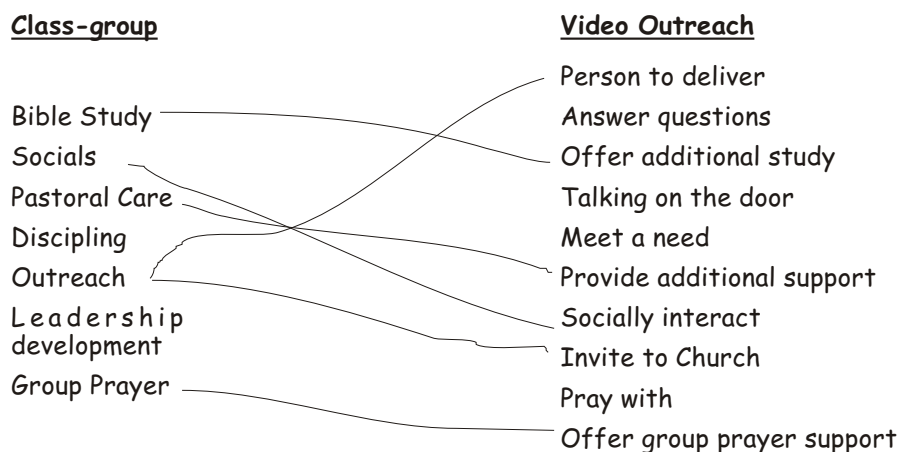 Class-group
Bible Study
Socials
Pastoral Care
Discipling
Outreach
Leadership
development
Group Prayer
Video Outreach
Person to deliver
Answer questions
Offer additional study
Talking on the door
Meet a need
Provide additional support
Socially interact
Invite to Church
Pray with
Offer group prayer support